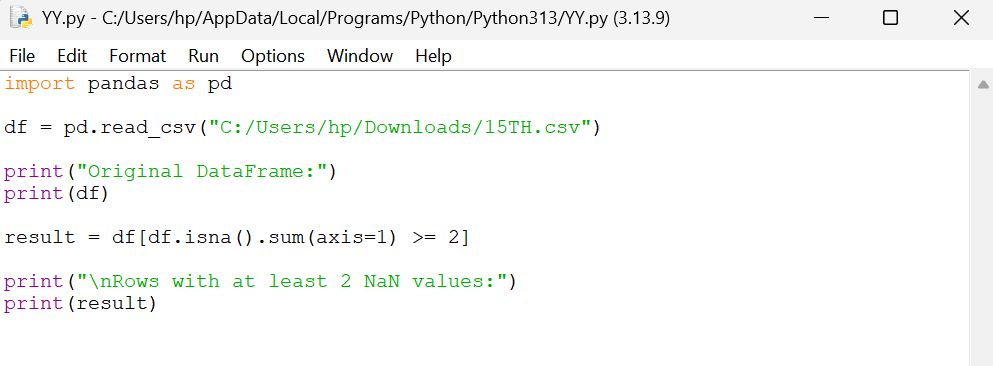 YY.py - C:/Users/hp/AppData/Local/Programs/Python/Python313/YY.py (3.13.9)
File Edit Format Run Options Window Help
import pandas as pd
df = pd.read_csv("C:/Users/hp/Downloads/15TH.csv")
print("Original DataFrame:")
print(df)
result = df[df.isna().sum(axis=1) >= 2]
print("\nRows with at least 2 NaN values:")
print(result)